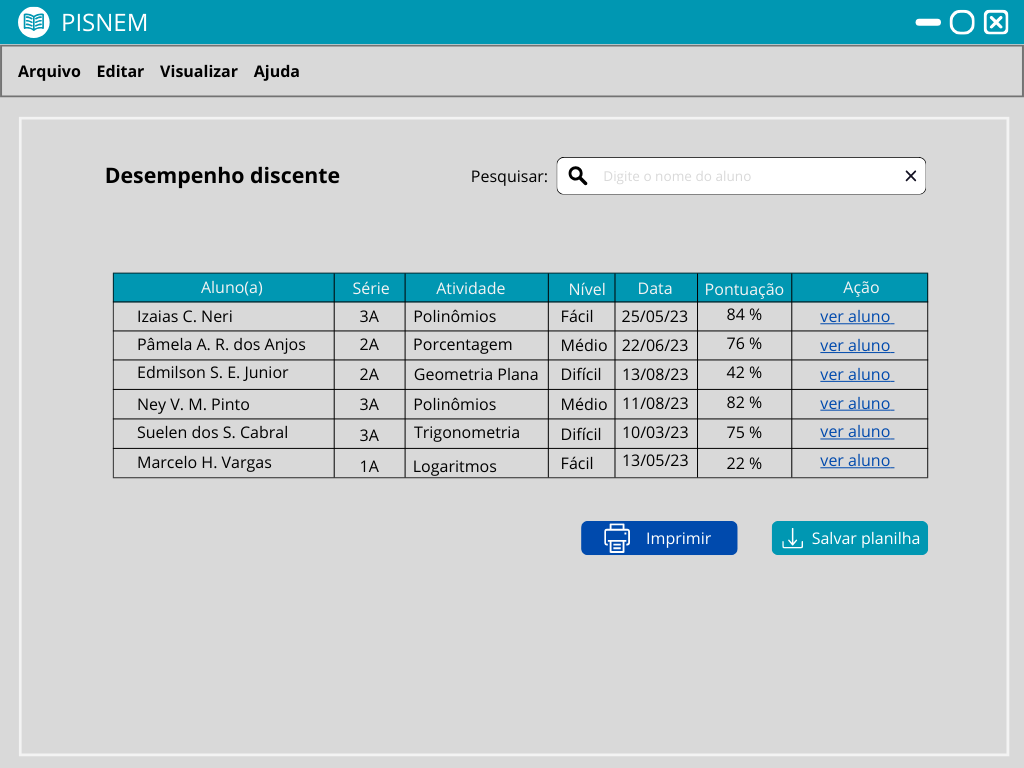 PISNEM
Arquivo Editar Visualizar Ajuda
Desempenho discente Pesquisar: Digite o nome do aluno
Aluno(a) Série Atividade Nível Data Pontuação Ação
Izaias C. Neri 3A Polinômios Fácil 25/05/23 84 % ver aluno
Pâmela A. R. dos Anjos 2A Porcentagem Médio 22/06/23 76 % ver aluno
Edmilson S. E. Junior 2A Geometria Plana Difícil 13/08/23 42 % ver aluno
Ney V. M. Pinto 3A Polinômios Médio 11/08/23 82 % ver aluno
Suelen dos S. Cabral 3A Trigonometria Difícil 10/03/23 75 % ver aluno
Marcelo H. Vargas 1A Logaritmos Fácil 13/05/23 22 % ver aluno
Imprimir Salvar planilha